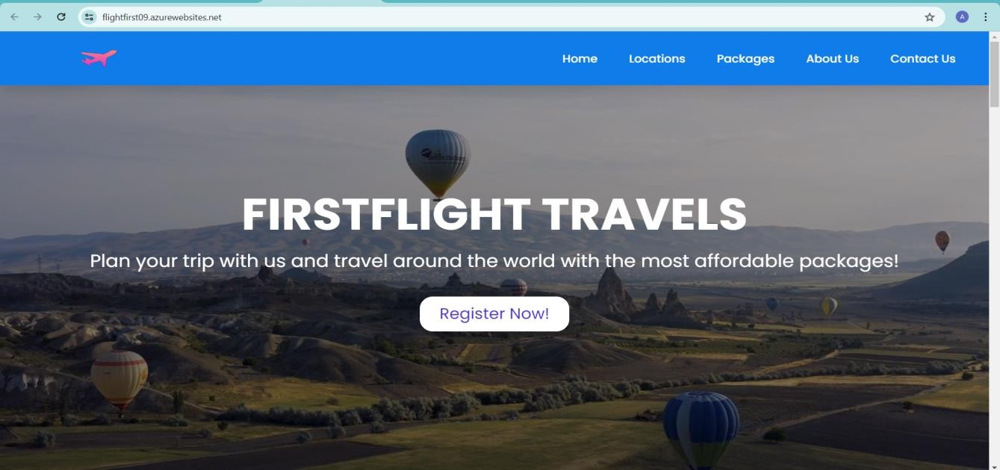 flightfirst09.azurewebsites.net
A
Home Locations Packages About Us Contact Us
FIRSTFLIGHT TRAVELS
Plan your trip with us and travel around the world with the most affordable packages!
Register Now!